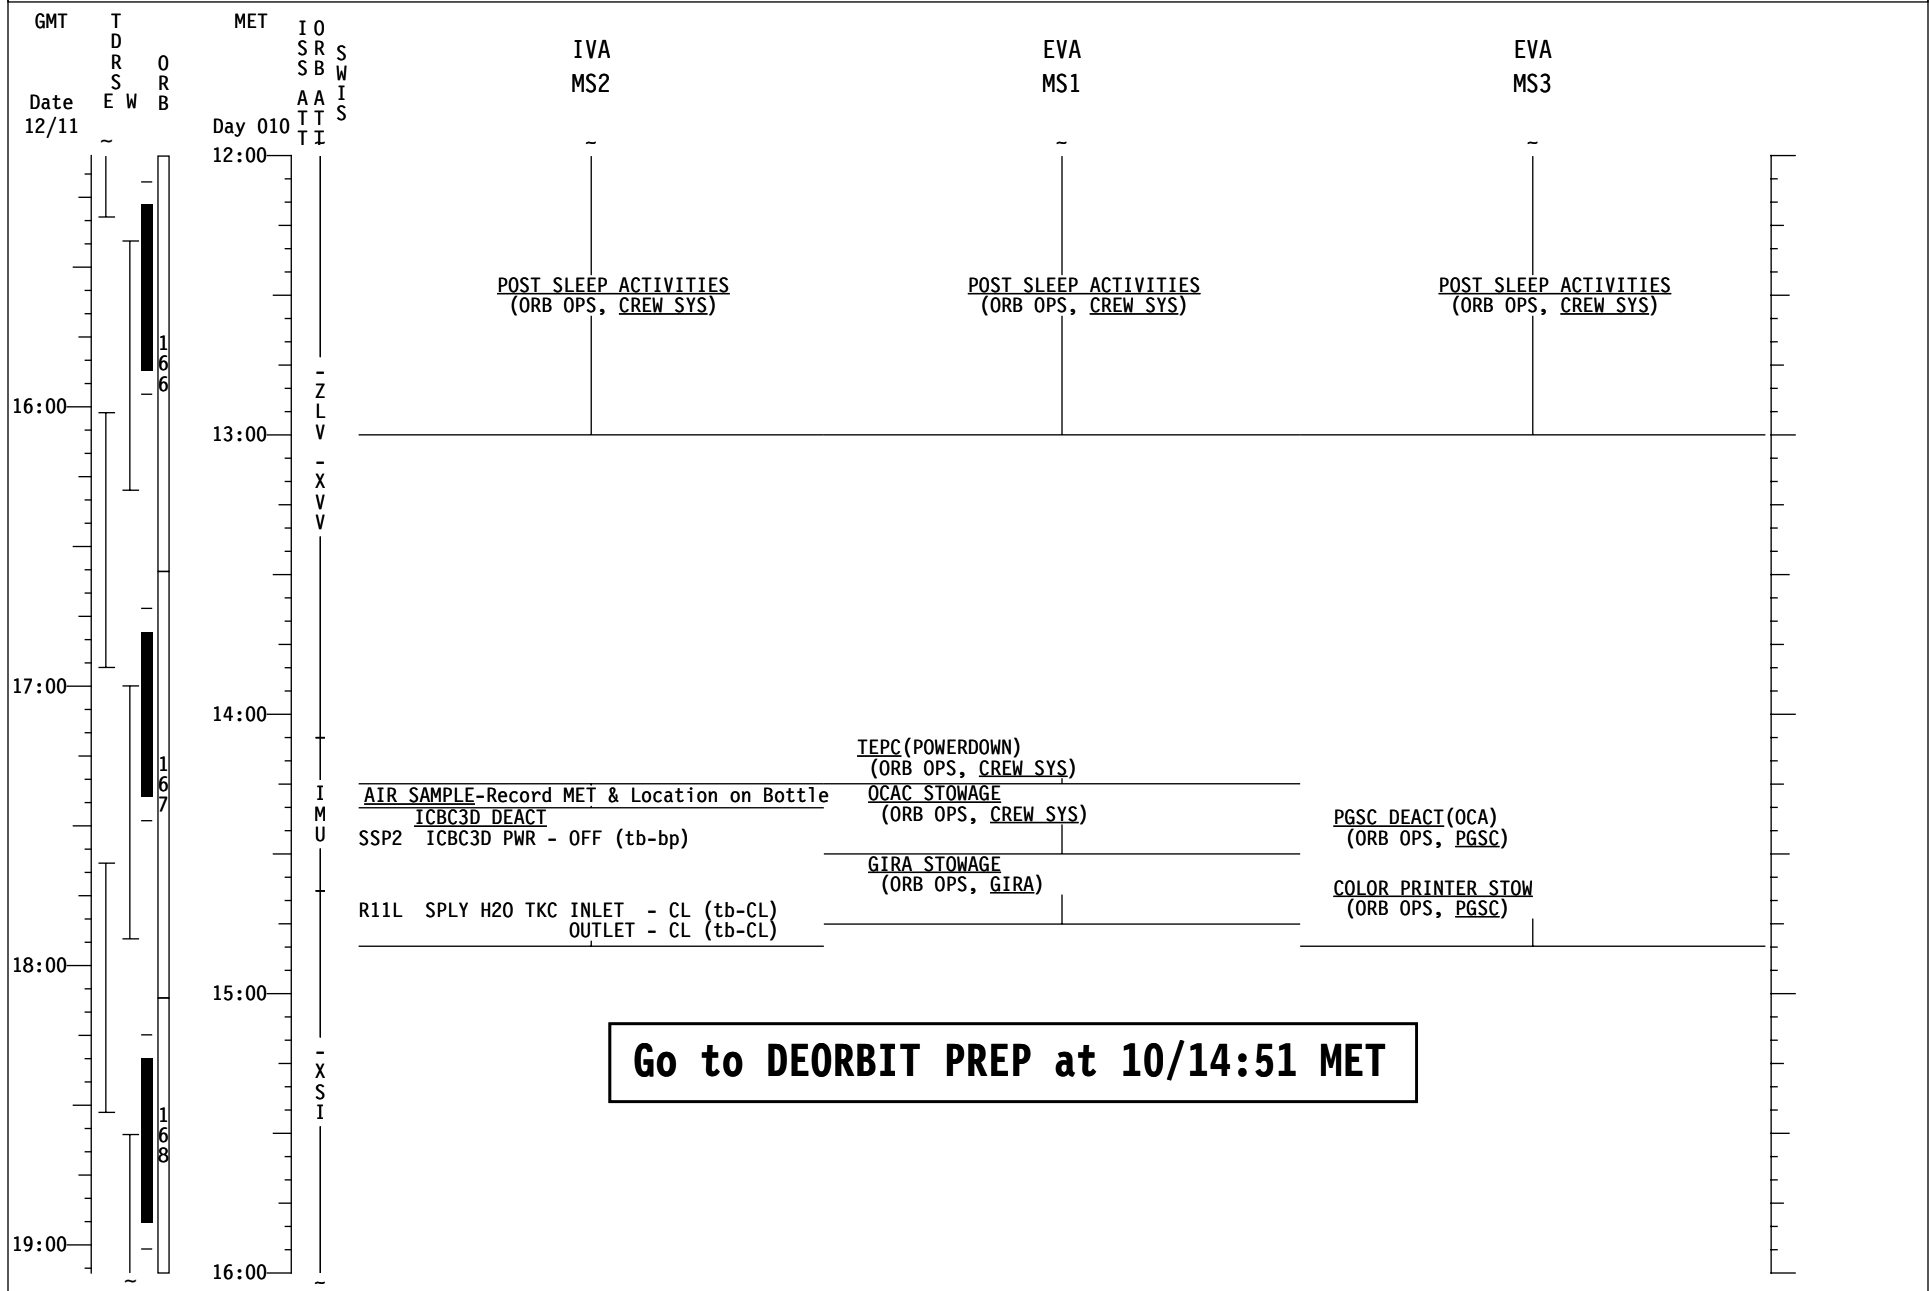 GMT
TDRS
E W
ORB
MET
ISS ATT
ORB ATT
SWIS
IVA
MS2
EVA
MS1
EVA
MS3
Date
12/11
Day 010
~ ~ ~ ~
12:00
POST SLEEP ACTIVITIES
(ORB OPS, CREW SYS)
POST SLEEP ACTIVITIES
(ORB OPS, CREW SYS)
POST SLEEP ACTIVITIES
(ORB OPS, CREW SYS)
166
-ZLV
16:00
13:00
-XVV
17:00
14:00
167
IMU
TEPC(POWERDOWN)
(ORB OPS, CREW SYS)
AIR SAMPLE-Record MET & Location on Bottle
OCAC STOWAGE
(ORB OPS, CREW SYS)
ICBC3D DEACT
SSP2 ICBC3D PWR - OFF (tb-bp)
PGSC DEACT(OCA)
(ORB OPS, PGSC)
GIRA STOWAGE
(ORB OPS, GIRA)
COLOR PRINTER STOW
(ORB OPS, PGSC)
R11L SPLY H2O TKC INLET - CL (tb-CL)
OUTLET - CL (tb-CL)
18:00
15:00
-XSI
Go to DEORBIT PREP at 10/14:51 MET
168
19:00
16:00
~ ~